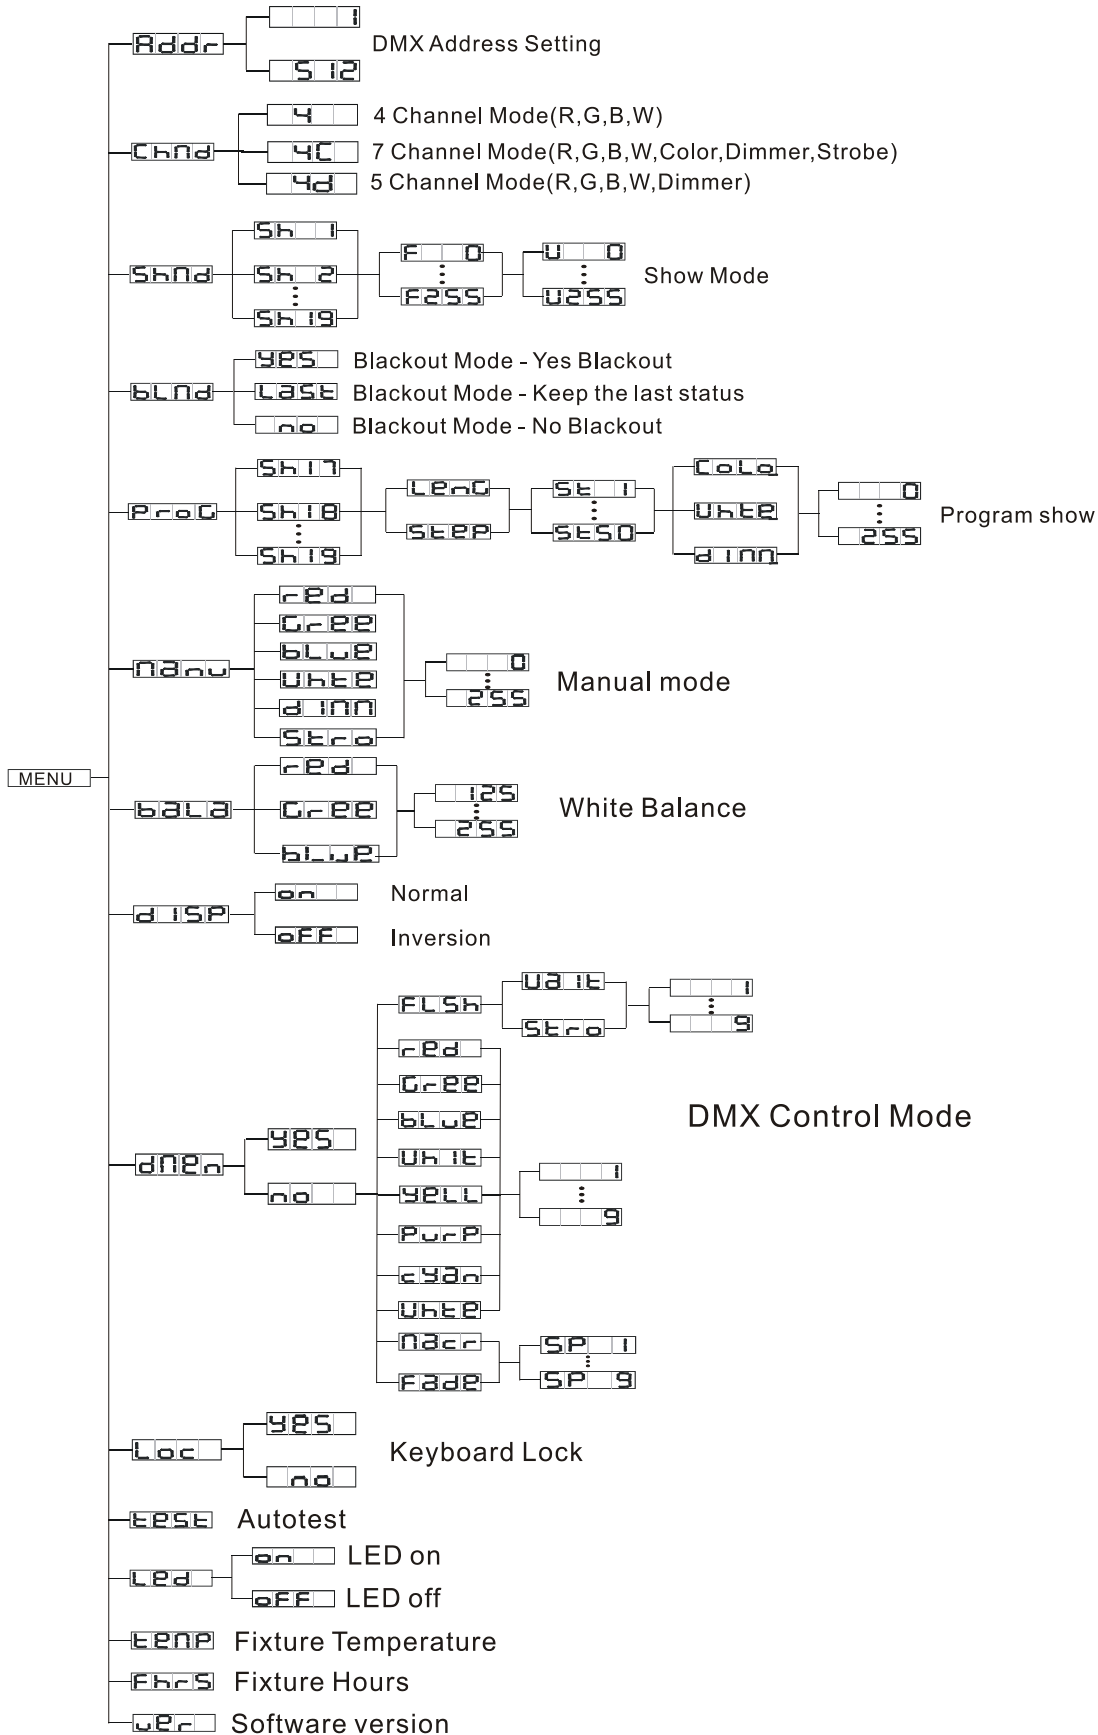 MENU
Addr
1
512
DMX Address Setting
ChNd
4
4 Channel Mode(R,G,B,W)
4C
7 Channel Mode(R,G,B,W,Color,Dimmer,Strobe)
4d
5 Channel Mode(R,G,B,W,Dimmer)
ShNd
Sh 1
Sh 2
Sh19
F 0
F255
U 0
U255
Show Mode
bLNd
yes
Blackout Mode - Yes Blackout
LaSt
Blackout Mode - Keep the last status
no
Blackout Mode - No Blackout
ProG
Sh17
Sh18
Sh19
LenG
SteP
St 1
St50
CoLo
Uhte
diNN
0
255
Program show
Nanu
red
Gree
bLue
Uhte
diNN
Stro
0
255
Manual mode
baLa
red
Gree
bLue
125
255
White Balance
diSP
on
Normal
oFF
Inversion
dNen
yes
no
FLSh
Uait
Stro
1
9
red
Gree
bLue
Uhit
yeLL
PurP
cyan
Uhte
1
9
Nacr
Fade
SP 1
SP 9
DMX Control Mode
Loc
yes
no
Keyboard Lock
teSt
Autotest
Led
on
LED on
oFF
LED off
teNP
Fixture Temperature
FhrS
Fixture Hours
uer
Software version